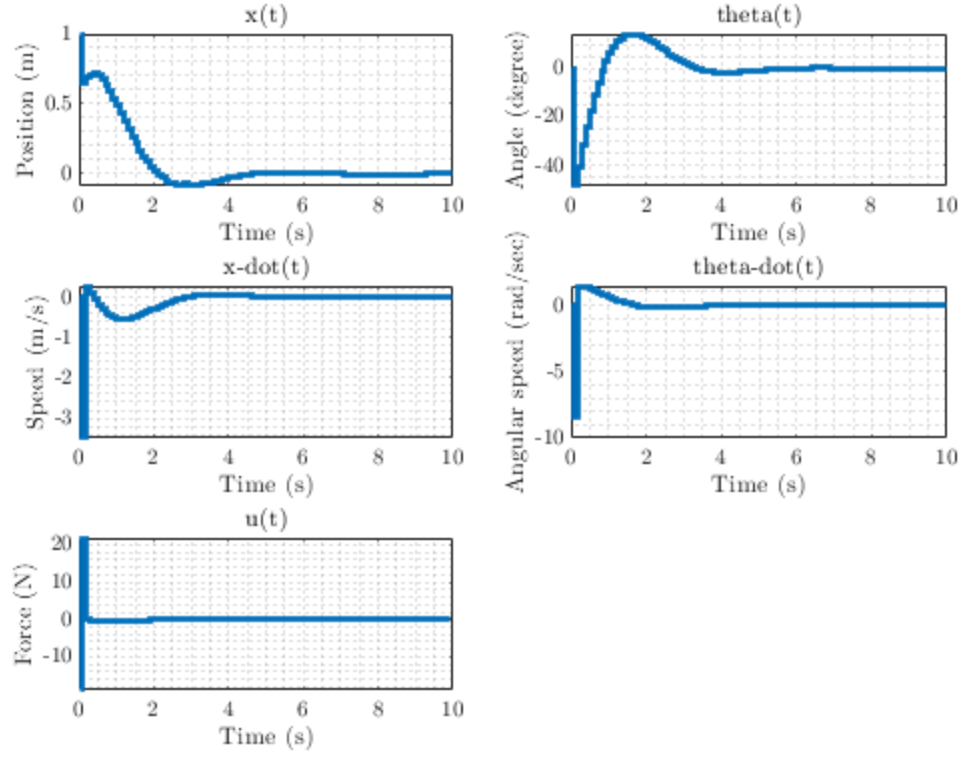 x(t)
1
0.5
0
Position (m)
0 2 4 6 8 10
Time (s)
theta(t)
0
-20
-40
Angle (degree)
0 2 4 6 8 10
Time (s)
x-dot(t)
0
-1
-2
-3
Speed (m/s)
0 2 4 6 8 10
Time (s)
theta-dot(t)
0
-5
-10
Angular speed (rad/sec)
0 2 4 6 8 10
Time (s)
u(t)
20
10
0
-10
Force (N)
0 2 4 6 8 10
Time (s)